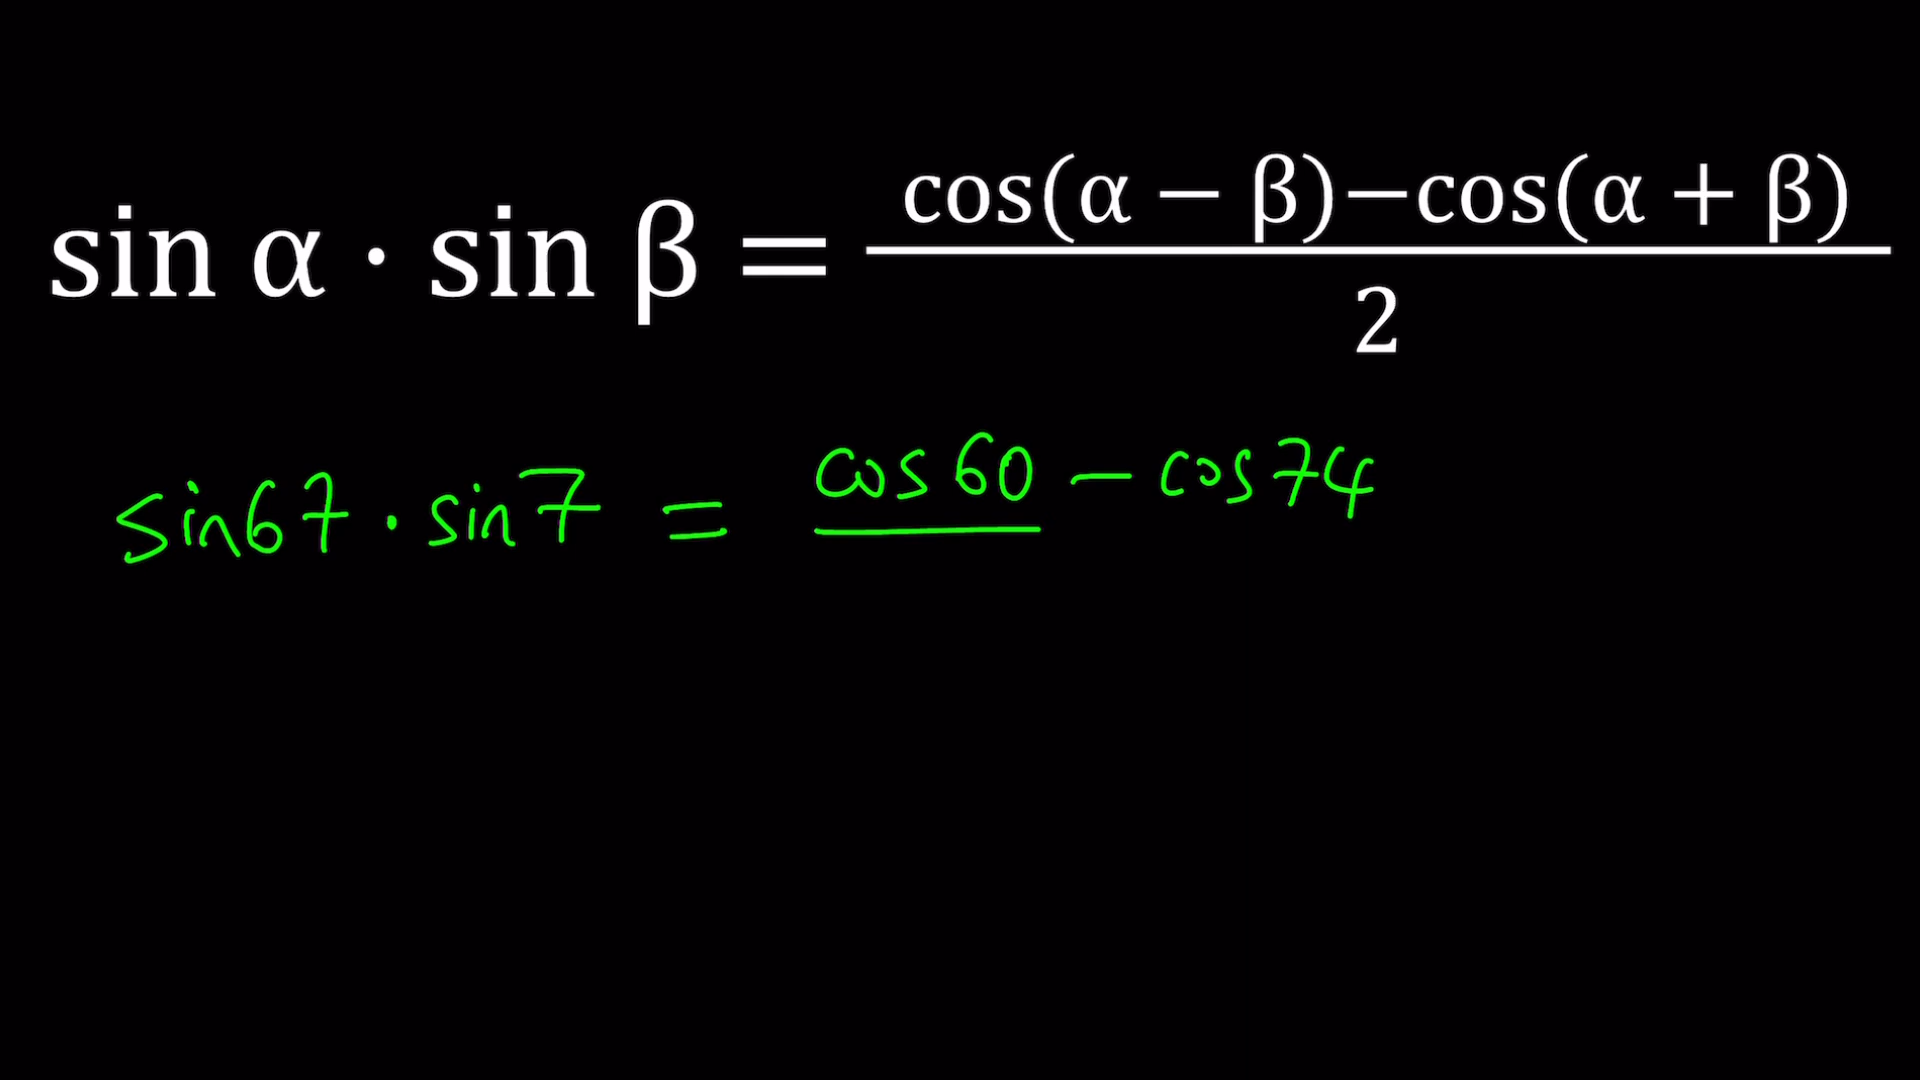 sin α · sin β = cos(α − β)−cos(α + β) / 2
sin67 · sin7 = cos60 − cos74